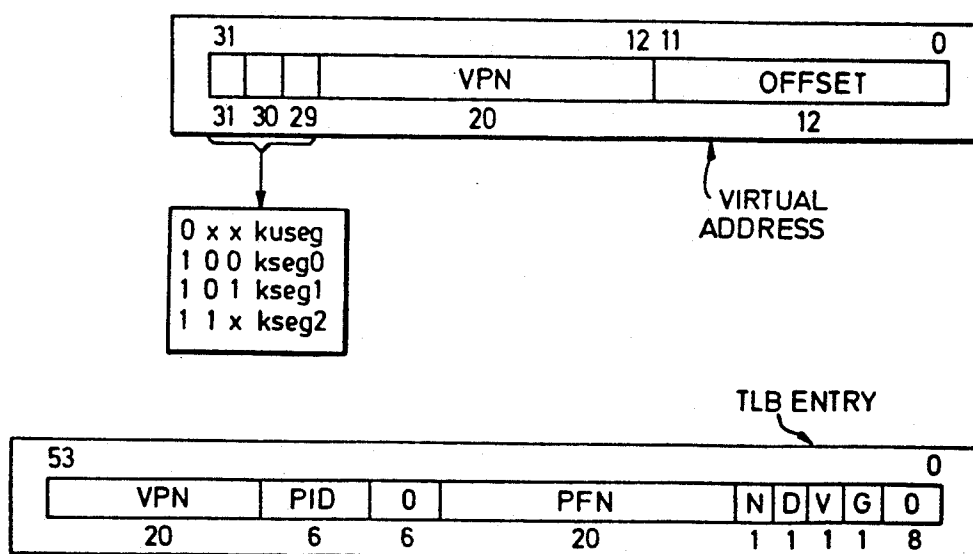 31 12 11 0
VPN OFFSET
31 30 29 20 12
VIRTUAL
ADDRESS
0 x x kuseg
1 0 0 kseg0
1 0 1 kseg1
1 1 x kseg2
TLB ENTRY
53 0
VPN PID 0 PFN N D V G 0
20 6 6 20 1 1 1 1 8